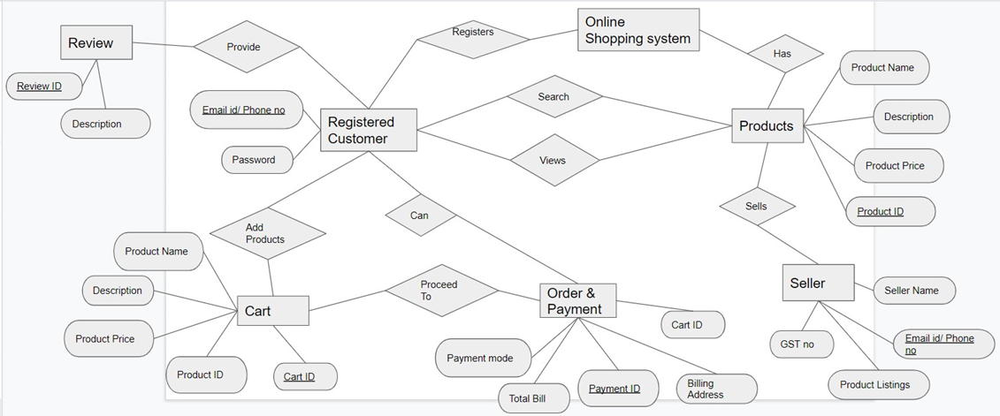 Review
Provide
Registers
Online
Shopping system
Has
Review ID
Description
Email id/ Phone no
Password
Registered
Customer
Search
Views
Products
Product Name
Description
Product Price
Product ID
Add
Products
Can
Sells
Product Name
Description
Product Price
Product ID
Cart
Cart ID
Proceed
To
Order &
Payment
Cart ID
Payment mode
Total Bill
Payment ID
Billing
Address
Seller
Seller Name
GST no
Email id/ Phone
no
Product Listings